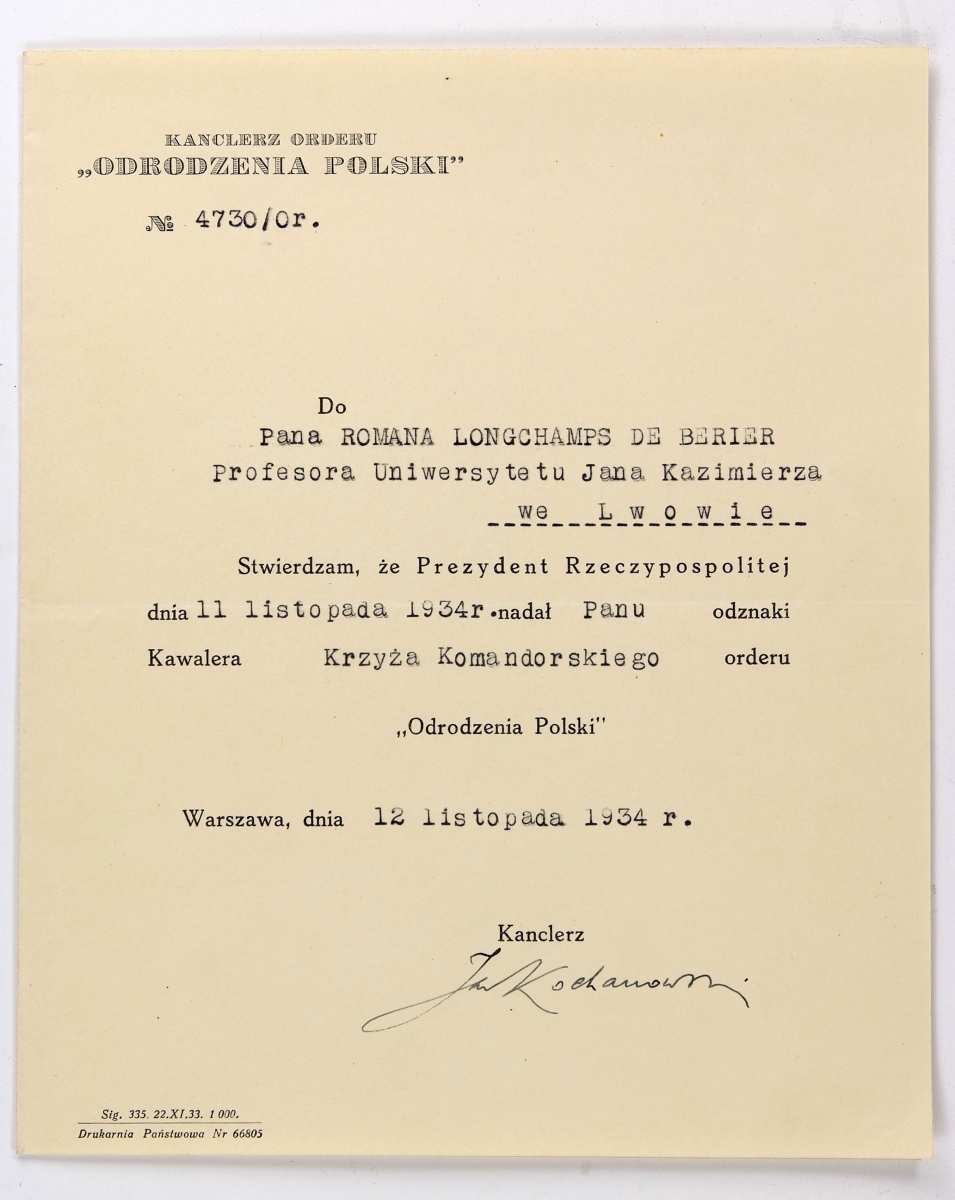 KANCLERZ ORDERU
„ODRODZENIA POLSKI”
№ 4730/Or.
Do
Pana ROMANA LONGCHAMPS DE BERIER
Profesora Uniwersytetu Jana Kazimierza
we L w o w i e
Stwierdzam, że Prezydent Rzeczypospolitej
dnia 11 listopada 1934r. nadał Panu odznaki
Kawalera Krzyża Komandorskiego orderu
„Odrodzenia Polski"
Warszawa, dnia 12 listopada 1934 r.
Kanclerz
Jan Kochanowski
Sig. 335. 22.XI.33. 1 000.
Drukarnia Państwowa Nr 66805